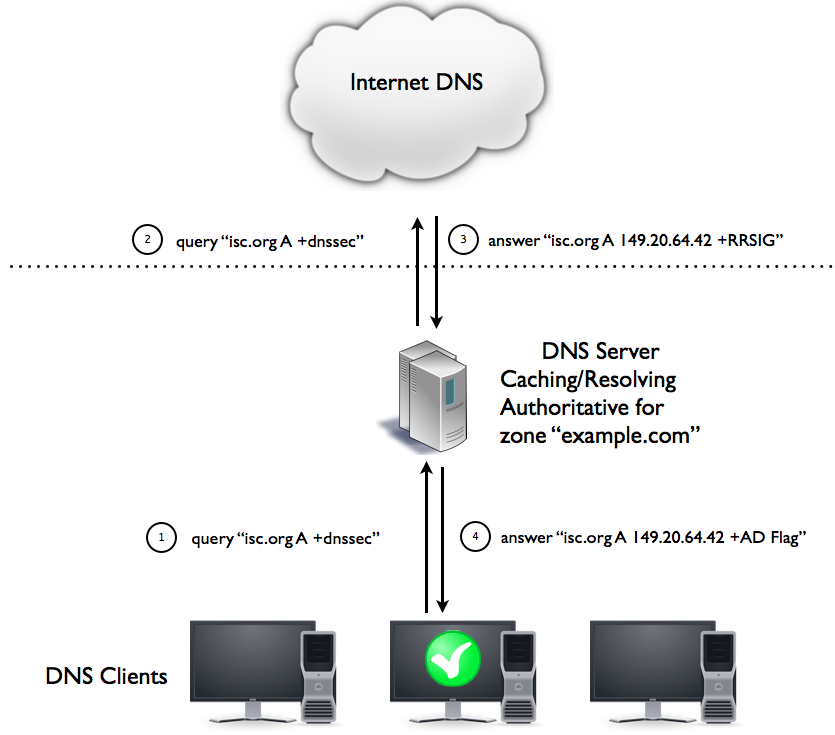 Internet DNS
2 query “isc.org A +dnssec”
3 answer “isc.org A 149.20.64.42 +RRSIG”
DNS Server
Caching/Resolving
Authoritative for
zone “example.com”
1 query “isc.org A +dnssec”
4 answer “isc.org A 149.20.64.42 +AD Flag”
DNS Clients